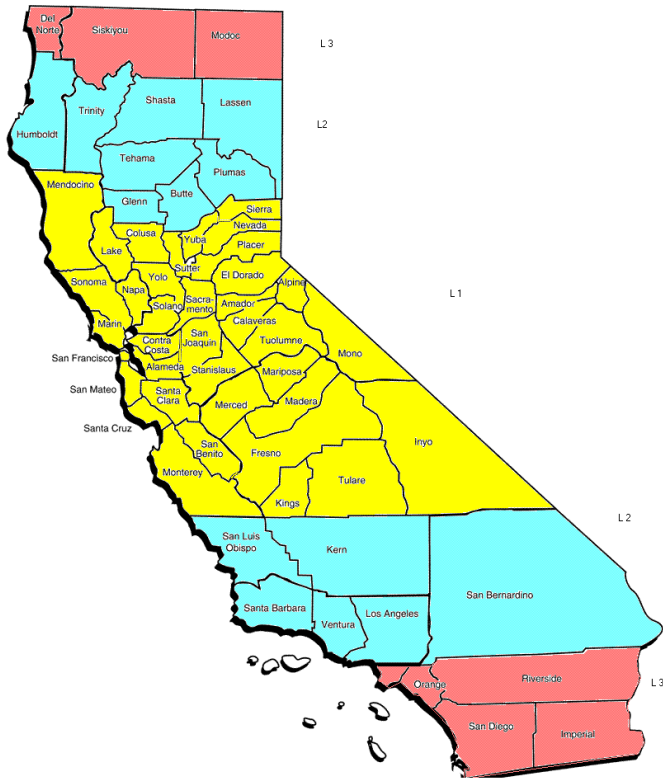 Del
Norte
Siskiyou
Modoc
L 3
Humboldt
Trinity
Shasta
Lassen
L2
Tehama
Plumas
Glenn
Butte
Mendocino
Sierra
Nevada
Colusa
Lake
Yuba
Placer
Sutter
Sonoma
Napa
Yolo
El Dorado
Alpine
L 1
Solano
Sacra-
mento
Amador
Marin
Calaveras
Contra
Costa
San
Joaquin
Tuolumne
San Francisco
Alameda
Stanislaus
Mono
Mariposa
San Mateo
Santa
Clara
Merced
Madera
Santa Cruz
San
Benito
Fresno
Inyo
Monterey
Kings
Tulare
San Luis
Obispo
Kern
L 2
San Bernardino
Santa Barbara
Ventura
Los Angeles
Orange
Riverside
L 3
San Diego
Imperial